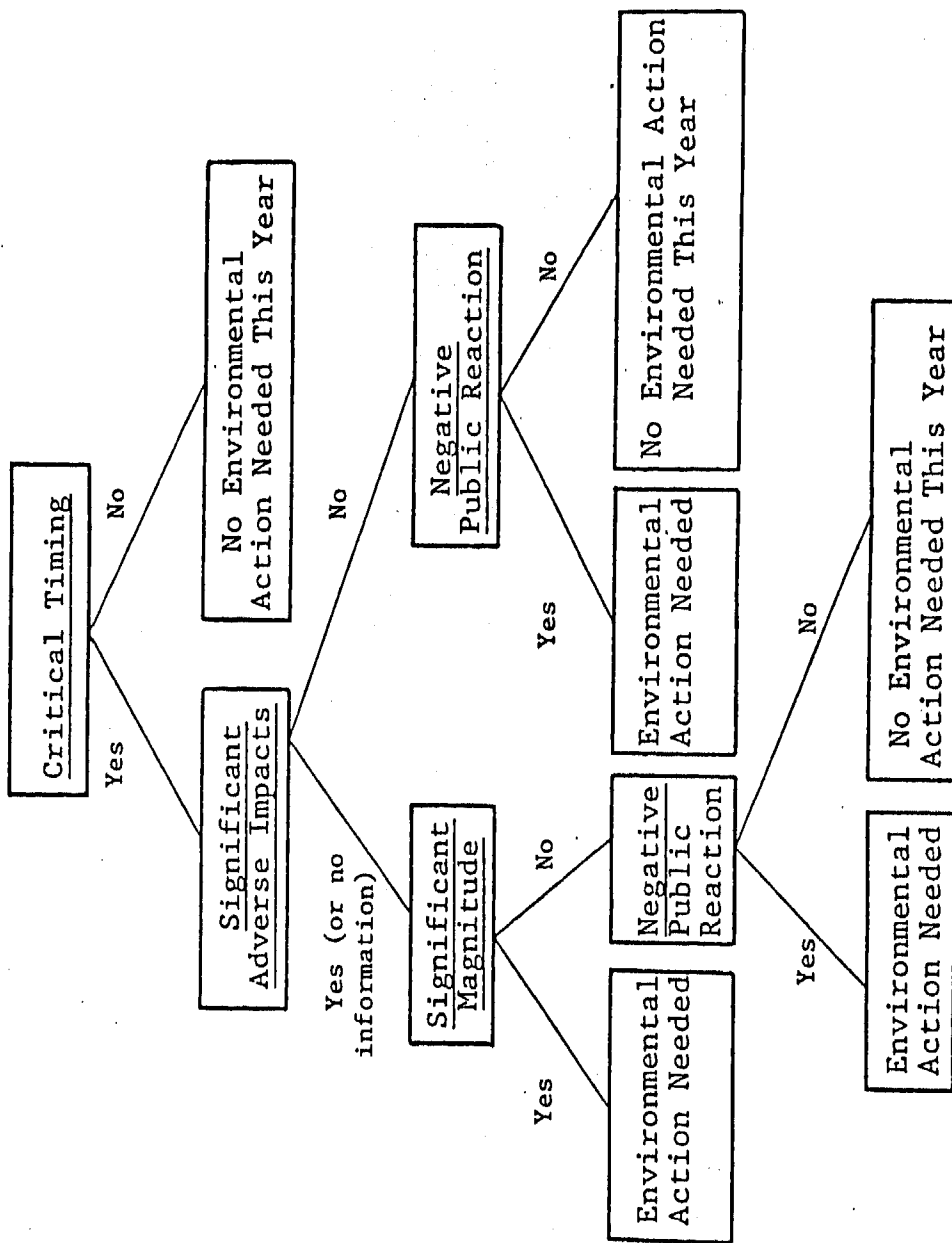 Critical Timing
Yes
No
Significant
Adverse Impacts
No Environmental
Action Needed This Year
Yes (or no
information)
No
Significant
Magnitude
Negative
Public Reaction
Yes
No
Yes
No
Environmental
Action Needed
Negative
Public
Reaction
Environmental
Action Needed
No Environmental Action
Needed This Year
Yes
No
Environmental
Action Needed
No Environmental
Action Needed This Year